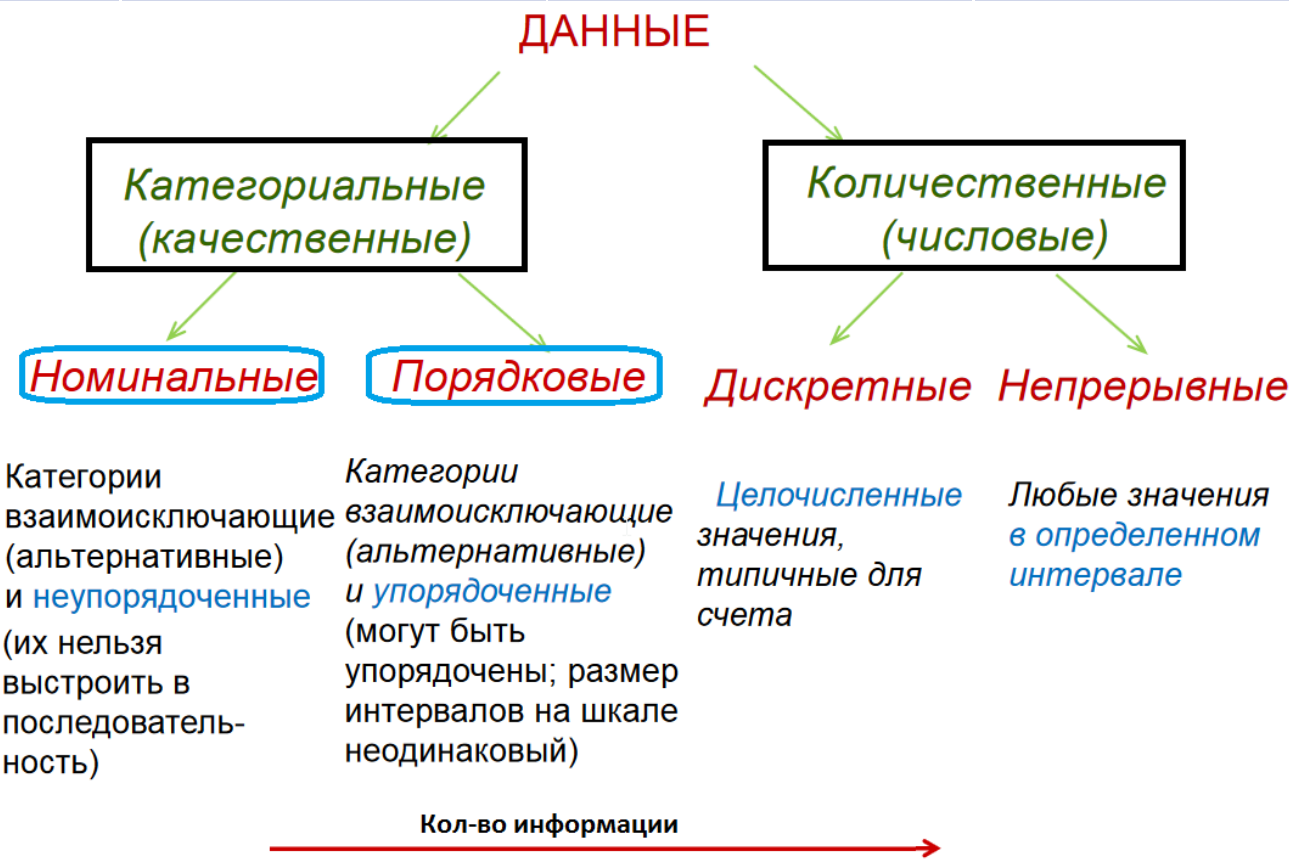 ДАННЫЕ
Категориальные
(качественные)
Количественные
(числовые)
Номинальные
Порядковые
Дискретные
Непрерывные
Категории
взаимоисключающие
(альтернативные)
и неупорядоченные
(их нельзя
выстроить в
последователь-
ность)
Категории
взаимоисключающие
(альтернативные)
и упорядоченные
(могут быть
упорядочены; размер
интервалов на шкале
неодинаковый)
Целочисленные
значения,
типичные для
счета
Любые значения
в определенном
интервале
Кол-во информации